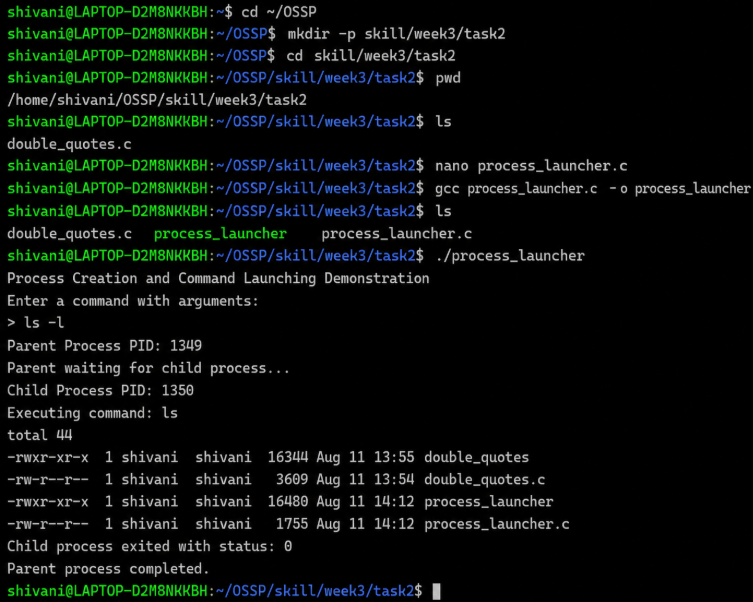 shivani@LAPTOP-D2M8NKKBH:~$ cd ~/OSSP
shivani@LAPTOP-D2M8NKKBH:~/OSSP$ mkdir -p skill/week3/task2
shivani@LAPTOP-D2M8NKKBH:~/OSSP$ cd skill/week3/task2
shivani@LAPTOP-D2M8NKKBH:~/OSSP/skill/week3/task2$ pwd
/home/shivani/OSSP/skill/week3/task2
shivani@LAPTOP-D2M8NKKBH:~/OSSP/skill/week3/task2$ ls
double_quotes.c
shivani@LAPTOP-D2M8NKKBH:~/OSSP/skill/week3/task2$ nano process_launcher.c
shivani@LAPTOP-D2M8NKKBH:~/OSSP/skill/week3/task2$ gcc process_launcher.c -o process_launcher
shivani@LAPTOP-D2M8NKKBH:~/OSSP/skill/week3/task2$ ls
double_quotes.c process_launcher process_launcher.c
shivani@LAPTOP-D2M8NKKBH:~/OSSP/skill/week3/task2$ ./process_launcher
Process Creation and Command Launching Demonstration
Enter a command with arguments:
> ls -l
Parent Process PID: 1349
Parent waiting for child process...
Child Process PID: 1350
Executing command: ls
total 44
-rwxr-xr-x 1 shivani shivani 16344 Aug 11 13:55 double_quotes
-rw-r--r-- 1 shivani shivani 3609 Aug 11 13:54 double_quotes.c
-rwxr-xr-x 1 shivani shivani 16480 Aug 11 14:12 process_launcher
-rw-r--r-- 1 shivani shivani 1755 Aug 11 14:12 process_launcher.c
Child process exited with status: 0
Parent process completed.
shivani@LAPTOP-D2M8NKKBH:~/OSSP/skill/week3/task2$